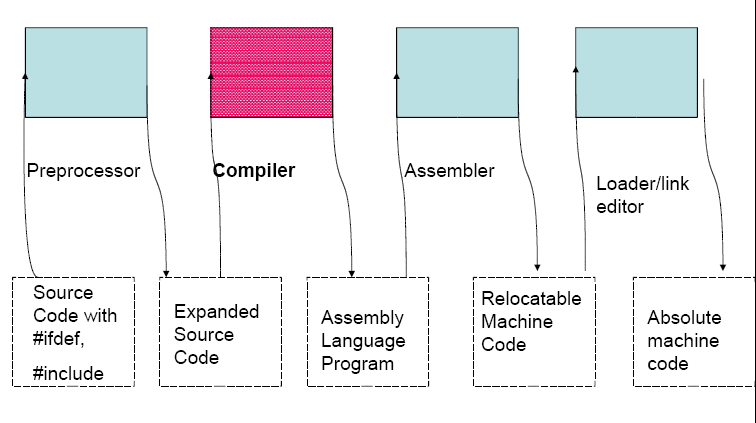 Preprocessor
Compiler
Assembler
Loader/link
editor
Source
Code with
#ifdef,
#include
Expanded
Source
Code
Assembly
Language
Program
Relocatable
Machine
Code
Absolute
machine
code